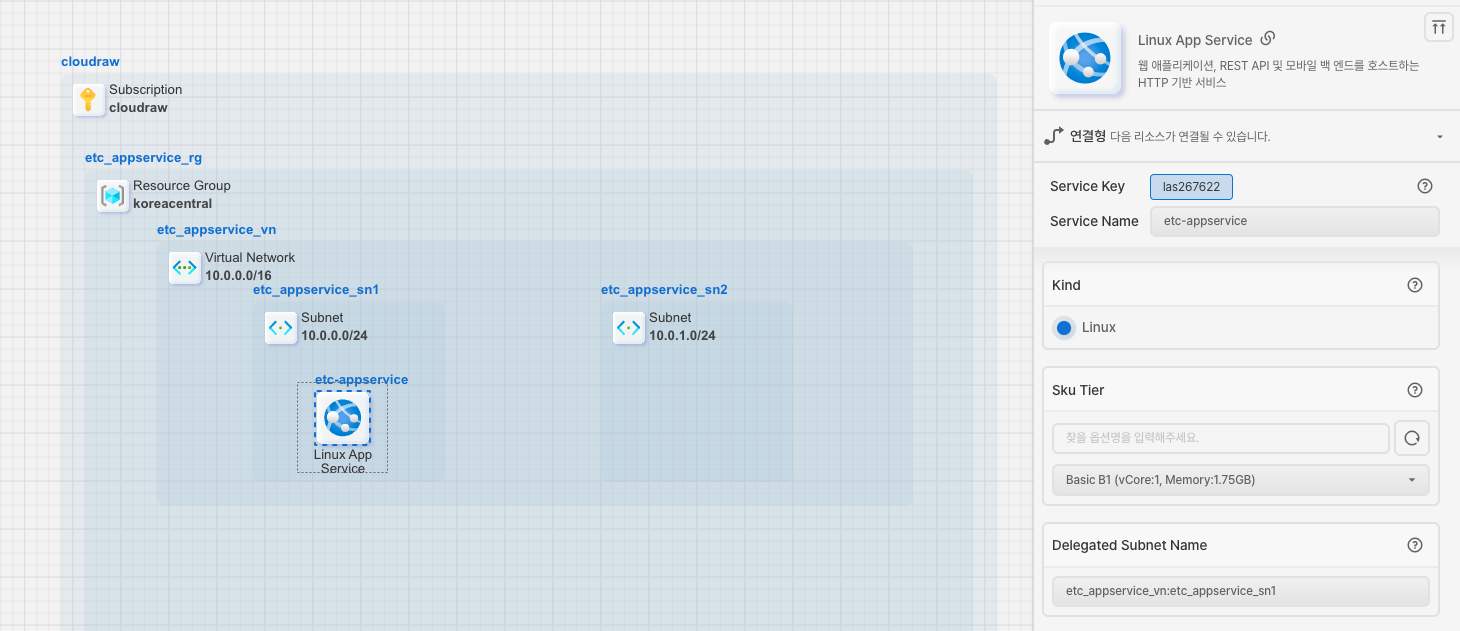 cloudraw
Subscription
cloudraw
etc_appservice_rg
Resource Group
koreacentral
etc_appservice_vn
Virtual Network
10.0.0.0/16
etc_appservice_sn1
Subnet
10.0.0.0/24
etc-appservice
Linux App
Service
etc_appservice_sn2
Subnet
10.0.1.0/24
Linux App Service
웹 애플리케이션, REST API 및 모바일 백 엔드를 호스트하는
HTTP 기반 서비스
연결형 다음 리소스가 연결될 수 있습니다.
Service Key las267622
Service Name etc-appservice
Kind
Linux
Sku Tier
찾을 옵션명을 입력해주세요.
Basic B1 (vCore:1, Memory:1.75GB)
Delegated Subnet Name
etc_appservice_vn:etc_appservice_sn1